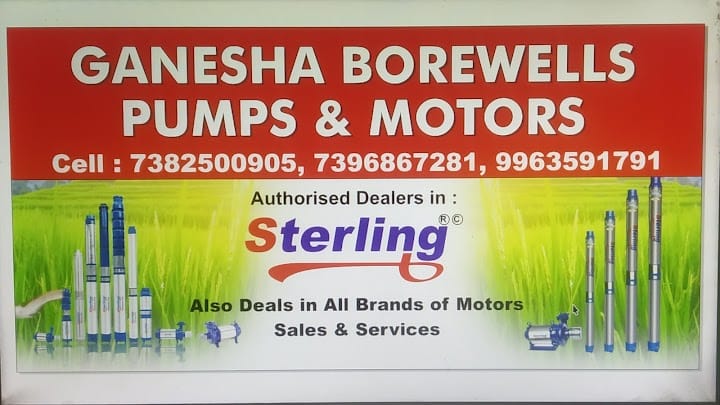 GANESHA BOREWELLS
PUMPS & MOTORS
Cell : 7382500905, 7396867281, 9963591791
Authorised Dealers in :
Sterling ®©
Also Deals in All Brands of Motors
Sales & Services